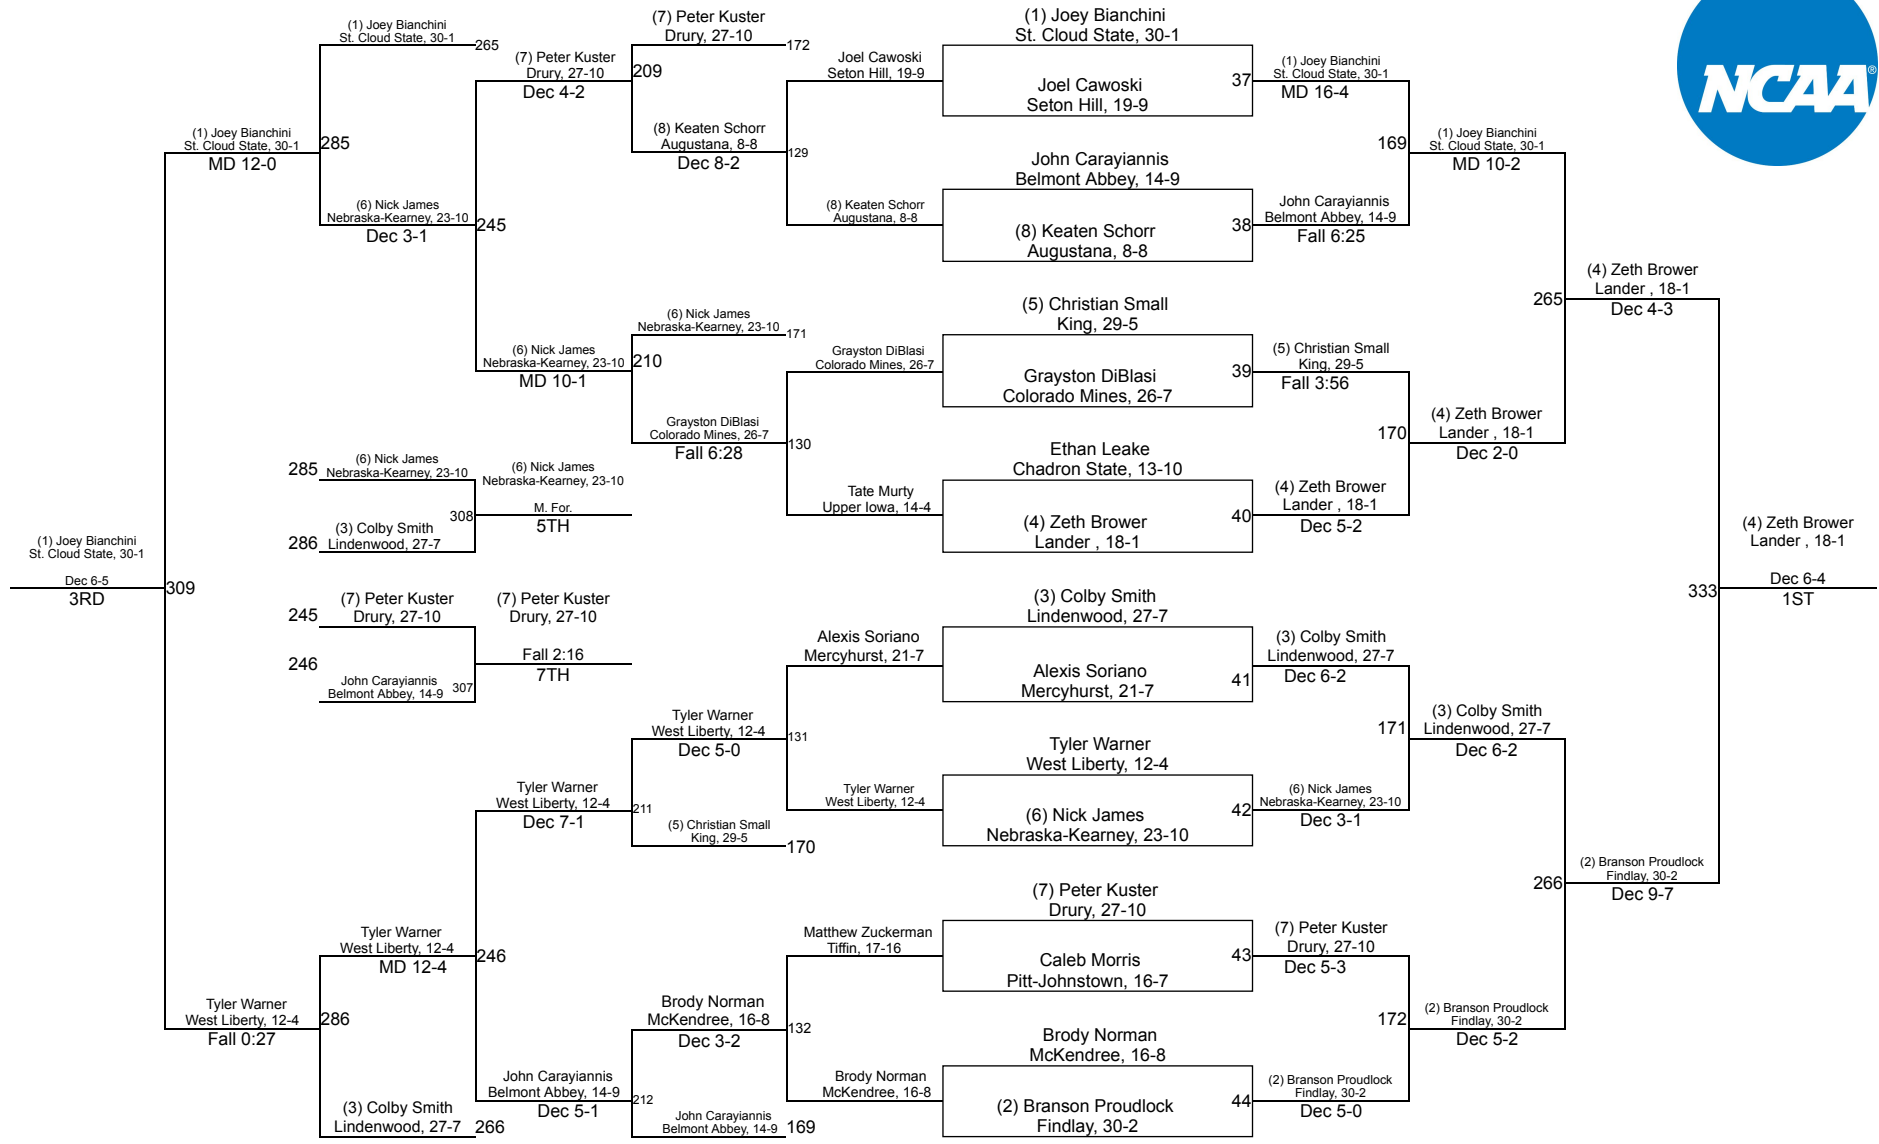 (1) Joey Bianchini
St. Cloud State, 30-1
265
(7) Peter Kuster
Drury, 27-10
172
(7) Peter Kuster
Drury, 27-10
209
Dec 4-2
(8) Keaten Schorr
Augustana, 8-8
129
Dec 8-2
(1) Joey Bianchini
St. Cloud State, 30-1
285
MD 12-0
(6) Nick James
Nebraska-Kearney, 23-10
245
Dec 3-1
(6) Nick James
Nebraska-Kearney, 23-10
171
(6) Nick James
Nebraska-Kearney, 23-10
210
MD 10-1
Grayston DiBlasi
Colorado Mines, 26-7
130
Fall 6:28
285
(6) Nick James
Nebraska-Kearney, 23-10
308
286
(3) Colby Smith
Lindenwood, 27-7
(6) Nick James
Nebraska-Kearney, 23-10
M. For.
5TH
(1) Joey Bianchini
St. Cloud State, 30-1
Dec 6-5
3RD
309
245
(7) Peter Kuster
Drury, 27-10
246
John Carayiannis
Belmont Abbey, 14-9
307
(7) Peter Kuster
Drury, 27-10
Fall 2:16
7TH
Tyler Warner
West Liberty, 12-4
131
Dec 5-0
Tyler Warner
West Liberty, 12-4
211
Dec 7-1
(5) Christian Small
King, 29-5
170
Tyler Warner
West Liberty, 12-4
246
MD 12-4
Tyler Warner
West Liberty, 12-4
286
Fall 0:27
Brody Norman
McKendree, 16-8
132
Dec 3-2
John Carayiannis
Belmont Abbey, 14-9
212
Dec 5-1
John Carayiannis
Belmont Abbey, 14-9
169
(3) Colby Smith
Lindenwood, 27-7
266
Joel Cawoski
Seton Hill, 19-9
(8) Keaten Schorr
Augustana, 8-8
Grayston DiBlasi
Colorado Mines, 26-7
Tate Murty
Upper Iowa, 14-4
Alexis Soriano
Mercyhurst, 21-7
Tyler Warner
West Liberty, 12-4
Matthew Zuckerman
Tiffin, 17-16
Brody Norman
McKendree, 16-8
(1) Joey Bianchini
St. Cloud State, 30-1
Joel Cawoski
Seton Hill, 19-9
37
John Carayiannis
Belmont Abbey, 14-9
(8) Keaten Schorr
Augustana, 8-8
38
(5) Christian Small
King, 29-5
Grayston DiBlasi
Colorado Mines, 26-7
39
Ethan Leake
Chadron State, 13-10
(4) Zeth Brower
Lander , 18-1
40
(3) Colby Smith
Lindenwood, 27-7
Alexis Soriano
Mercyhurst, 21-7
41
Tyler Warner
West Liberty, 12-4
(6) Nick James
Nebraska-Kearney, 23-10
42
(7) Peter Kuster
Drury, 27-10
Caleb Morris
Pitt-Johnstown, 16-7
43
Brody Norman
McKendree, 16-8
(2) Branson Proudlock
Findlay, 30-2
44
(1) Joey Bianchini
St. Cloud State, 30-1
MD 16-4
169
John Carayiannis
Belmont Abbey, 14-9
Fall 6:25
(5) Christian Small
King, 29-5
Fall 3:56
170
(4) Zeth Brower
Lander , 18-1
Dec 5-2
(3) Colby Smith
Lindenwood, 27-7
Dec 6-2
171
(6) Nick James
Nebraska-Kearney, 23-10
Dec 3-1
(7) Peter Kuster
Drury, 27-10
Dec 5-3
172
(2) Branson Proudlock
Findlay, 30-2
Dec 5-0
(1) Joey Bianchini
St. Cloud State, 30-1
MD 10-2
265
(4) Zeth Brower
Lander , 18-1
Dec 2-0
(3) Colby Smith
Lindenwood, 27-7
Dec 6-2
266
(2) Branson Proudlock
Findlay, 30-2
Dec 5-2
(4) Zeth Brower
Lander , 18-1
Dec 4-3
333
(2) Branson Proudlock
Findlay, 30-2
Dec 9-7
(4) Zeth Brower
Lander , 18-1
Dec 6-4
1ST
NCAA®